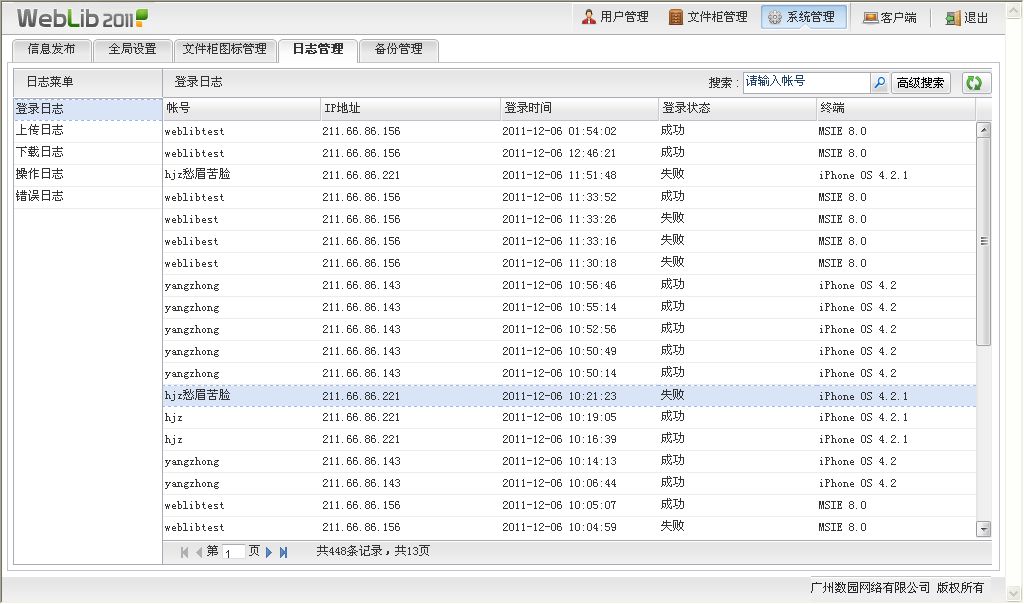 WebLib 2011 用户管理 文件柜管理 系统管理 客户端 退出
信息发布 全局设置 文件柜图标管理 日志管理 备份管理
日志菜单 登录日志 搜索： 请输入帐号 高级搜索
登录日志
上传日志
下载日志
操作日志
错误日志
帐号 IP地址 登录时间 登录状态 终端
weblibtest 211.66.86.156 2011-12-06 01:54:02 成功 MSIE 8.0
weblibtest 211.66.86.156 2011-12-06 12:46:21 成功 MSIE 8.0
hjz愁眉苦脸 211.66.86.221 2011-12-06 11:51:48 失败 iPhone OS 4.2.1
weblibtest 211.66.86.156 2011-12-06 11:33:52 成功 MSIE 8.0
weblibest 211.66.86.156 2011-12-06 11:33:26 失败 MSIE 8.0
weblibest 211.66.86.156 2011-12-06 11:33:16 失败 MSIE 8.0
weblibest 211.66.86.156 2011-12-06 11:30:18 失败 MSIE 8.0
yangzhong 211.66.86.143 2011-12-06 10:56:46 成功 iPhone OS 4.2
yangzhong 211.66.86.143 2011-12-06 10:55:14 成功 iPhone OS 4.2
yangzhong 211.66.86.143 2011-12-06 10:52:56 成功 iPhone OS 4.2
yangzhong 211.66.86.143 2011-12-06 10:50:49 成功 iPhone OS 4.2
yangzhong 211.66.86.143 2011-12-06 10:50:14 成功 iPhone OS 4.2
hjz愁眉苦脸 211.66.86.221 2011-12-06 10:21:23 失败 iPhone OS 4.2.1
hjz 211.66.86.221 2011-12-06 10:19:05 成功 iPhone OS 4.2.1
hjz 211.66.86.221 2011-12-06 10:16:39 成功 iPhone OS 4.2.1
yangzhong 211.66.86.143 2011-12-06 10:14:13 成功 iPhone OS 4.2
yangzhong 211.66.86.143 2011-12-06 10:06:44 成功 iPhone OS 4.2
weblibtest 211.66.86.156 2011-12-06 10:05:07 成功 MSIE 8.0
weblibtest 211.66.86.156 2011-12-06 10:04:59 失败 MSIE 8.0
第 1 页 共448条记录，共13页
广州数园网络有限公司 版权所有